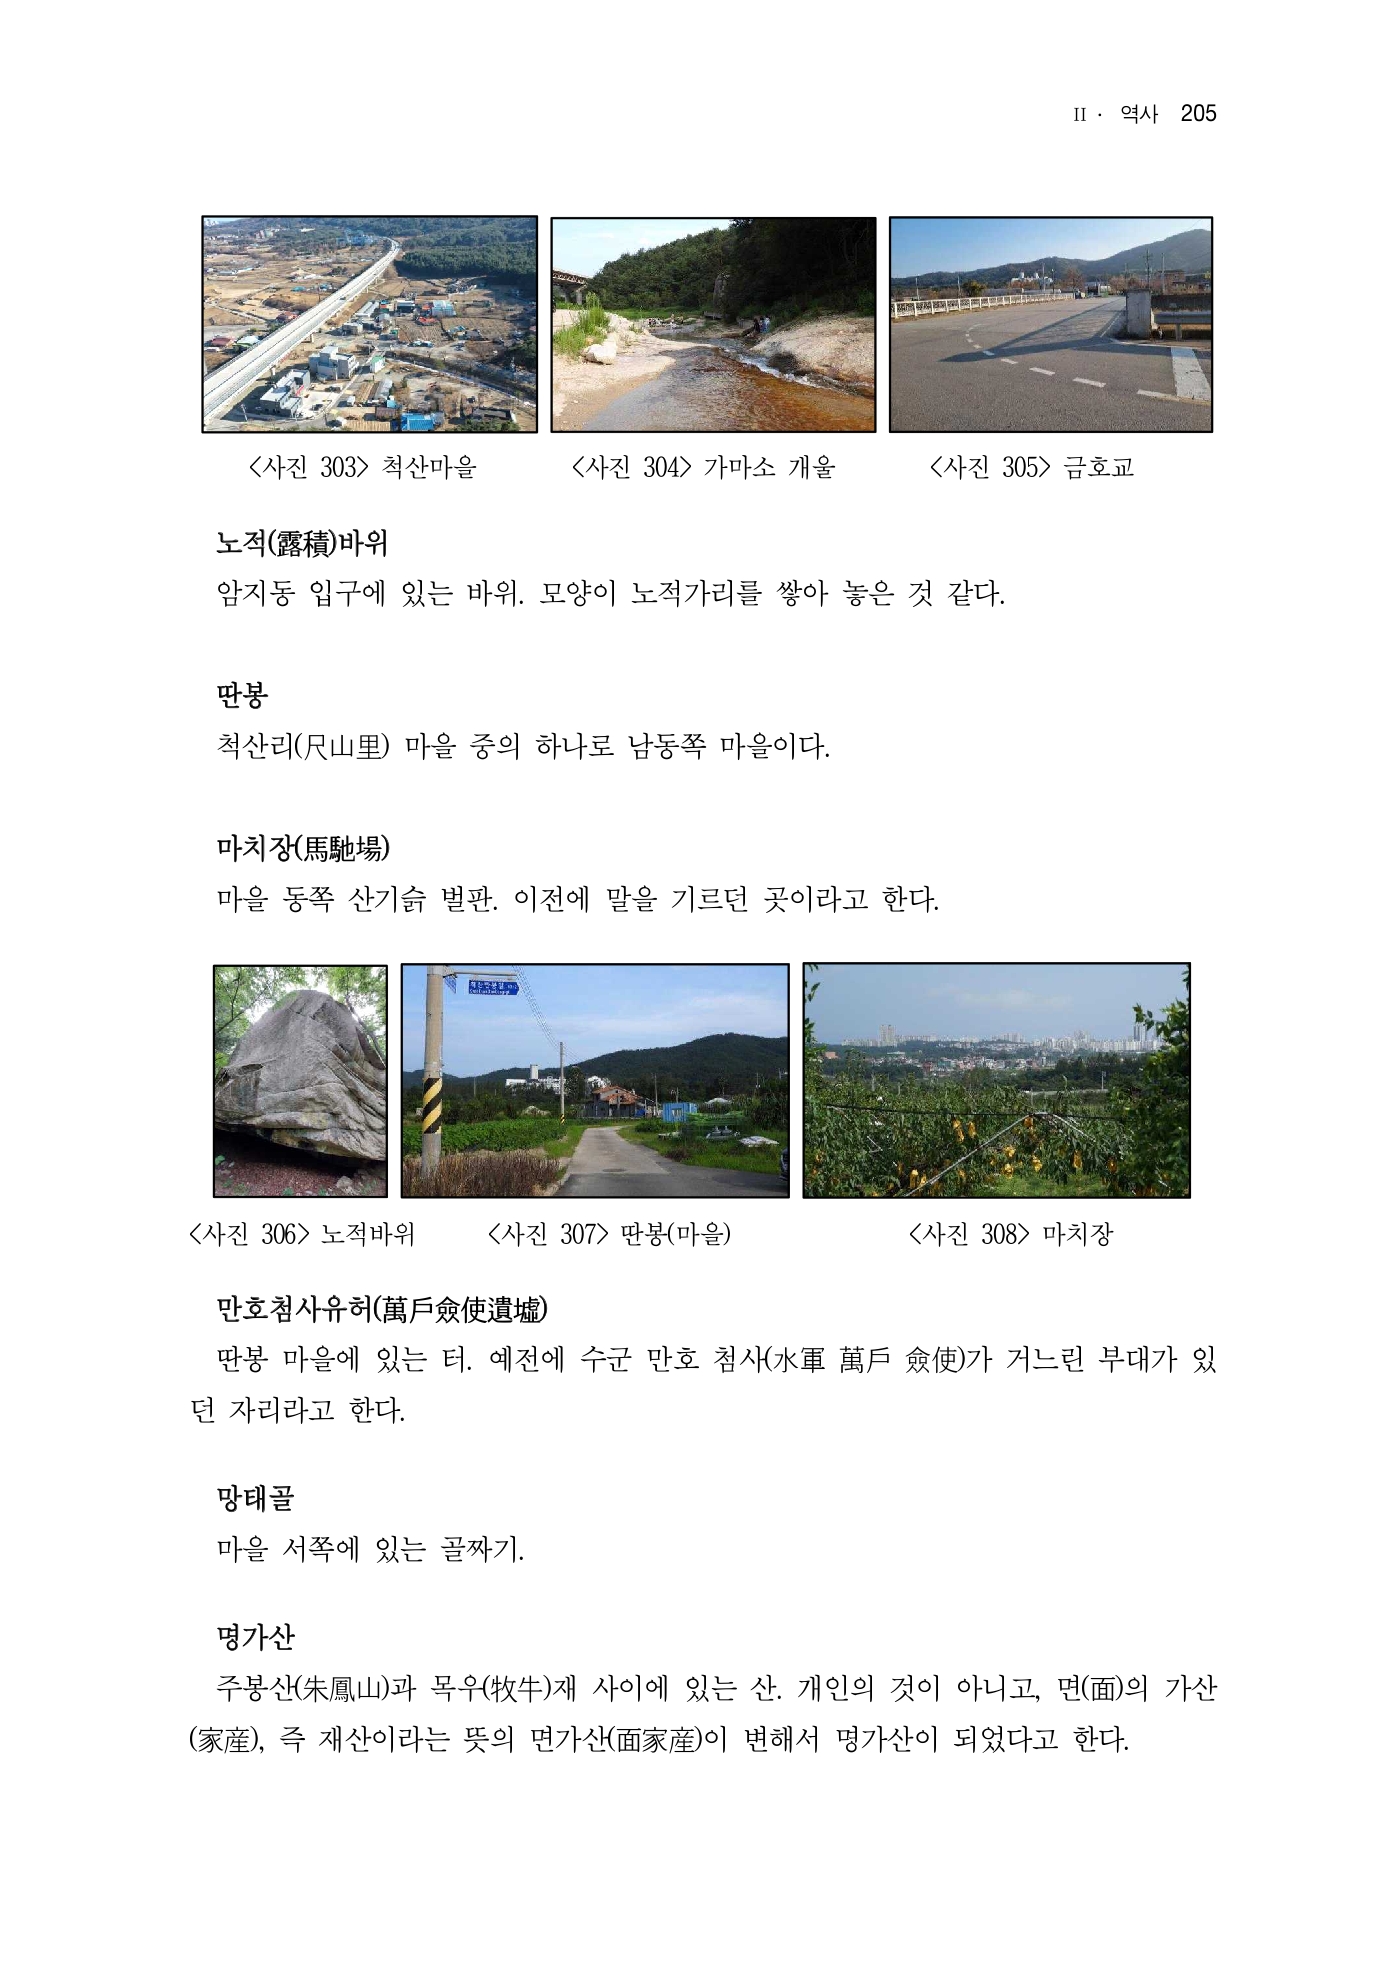 II · 역사 205
<사진 303> 척산마을
<사진 304> 가마소 개울
<사진 305> 금호교
노적(露積)바위
암지동 입구에 있는 바위. 모양이 노적가리를 쌓아 놓은 것 같다.
딴봉
척산리(尺山里) 마을 중의 하나로 남동쪽 마을이다.
마치장(馬馳場)
마을 동쪽 산기슭 벌판. 이전에 말을 기르던 곳이라고 한다.
<사진 306> 노적바위
<사진 307> 딴봉(마을)
<사진 308> 마치장
만호첨사유허(萬戶僉使遺墟)
딴봉 마을에 있는 터. 예전에 수군 만호 첨사(水軍 萬戶 僉使)가 거느린 부대가 있
던 자리라고 한다.
망태골
마을 서쪽에 있는 골짜기.
명가산
주봉산(朱鳳山)과 목우(牧牛)재 사이에 있는 산. 개인의 것이 아니고, 면(面)의 가산
(家産), 즉 재산이라는 뜻의 면가산(面家産)이 변해서 명가산이 되었다고 한다.